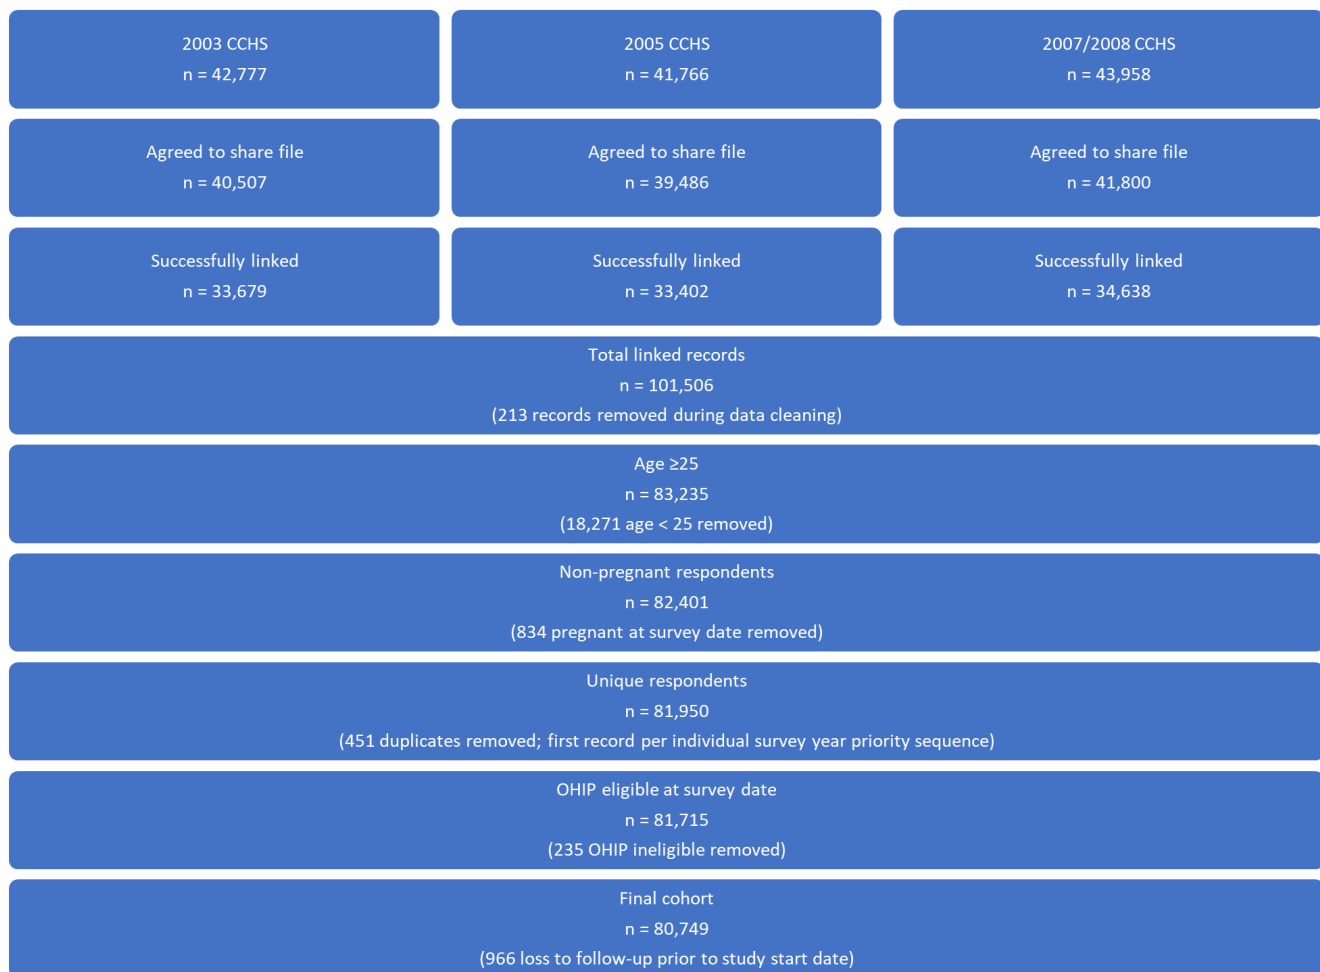 2003 CCHS
n = 42,777
2005 CCHS
n = 41,766
2007/2008 CCHS
n = 43,958
Agreed to share file
n = 40,507
Agreed to share file
n = 39,486
Agreed to share file
n = 41,800
Successfully linked
n = 33,679
Successfully linked
n = 33,402
Successfully linked
n = 34,638
Total linked records
n = 101,506
(213 records removed during data cleaning)
Age ≥25
n = 83,235
(18,271 age < 25 removed)
Non-pregnant respondents
n = 82,401
(834 pregnant at survey date removed)
Unique respondents
n = 81,950
(451 duplicates removed; first record per individual survey year priority sequence)
OHIP eligible at survey date
n = 81,715
(235 OHIP ineligible removed)
Final cohort
n = 80,749
(966 loss to follow-up prior to study start date)